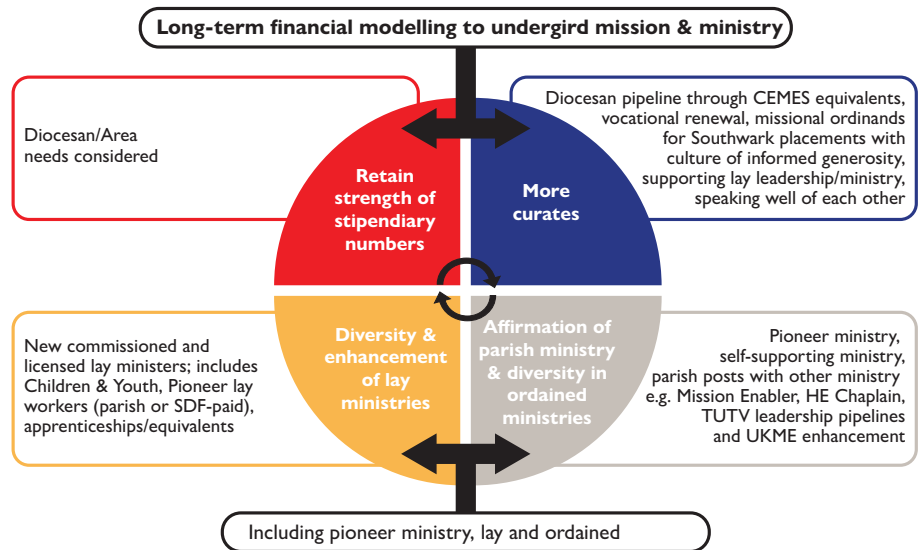 Long-term financial modelling to undergird mission & ministry
Diocesan/Area
needs considered
Retain
strength of
stipendiary
numbers
More
curates
Diocesan pipeline through CEMES equivalents,
vocational renewal, missional ordinands
for Southwark placements with
culture of informed generosity,
supporting lay leadership/ministry,
speaking well of each other
New commissioned and
licensed lay ministers; includes
Children & Youth, Pioneer lay
workers (parish or SDF-paid),
apprenticeships/equivalents
Diversity &
enhancement
of lay
ministries
Affirmation of
parish ministry
& diversity in
ordained
ministries
Pioneer ministry,
self-supporting ministry,
parish posts with other ministry
e.g. Mission Enabler, HE Chaplain,
TUTV leadership pipelines
and UKME enhancement
Including pioneer ministry, lay and ordained